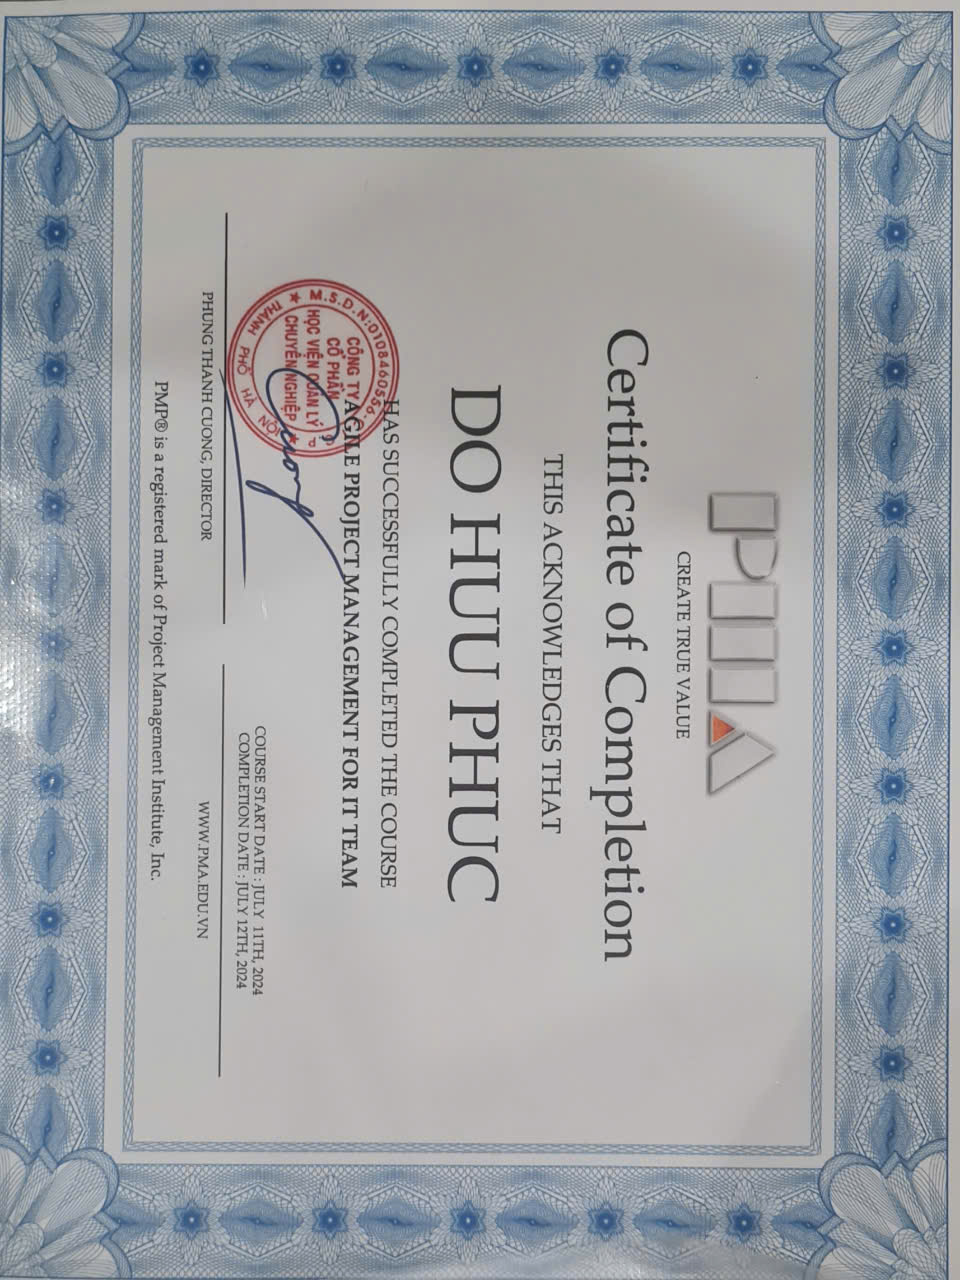 PMA
CREATE TRUE VALUE
Certificate of Completion
THIS ACKNOWLEDGES THAT
DO HUU PHUC
HAS SUCCESSFULLY COMPLETED THE COURSE
AGILE PROJECT MANAGEMENT FOR IT TEAM
M.S.D.N:0108460556
CÔNG TY
CỔ PHẦN
HỌC VIỆN QUẢN LÝ
CHUYÊN NGHIỆP
THÀNH PHỐ HÀ NỘI
Cuong
COURSE START DATE : JULY 11TH, 2024
COMPLETION DATE : JULY 12TH, 2024
PHUNG THANH CUONG, DIRECTOR
WWW.PMA.EDU.VN
PMP® is a registered mark of Project Management Institute, Inc.